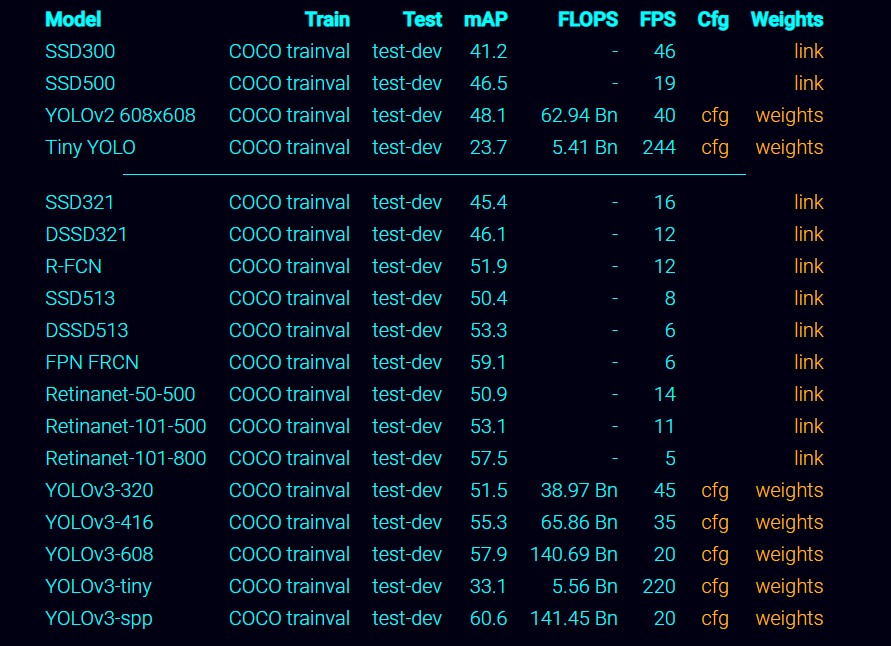 Model Train Test mAP FLOPS FPS Cfg Weights
SSD300 COCO trainval test-dev 41.2 - 46 link
SSD500 COCO trainval test-dev 46.5 - 19 link
YOLOv2 608x608 COCO trainval test-dev 48.1 62.94 Bn 40 cfg weights
Tiny YOLO COCO trainval test-dev 23.7 5.41 Bn 244 cfg weights
SSD321 COCO trainval test-dev 45.4 - 16 link
DSSD321 COCO trainval test-dev 46.1 - 12 link
R-FCN COCO trainval test-dev 51.9 - 12 link
SSD513 COCO trainval test-dev 50.4 - 8 link
DSSD513 COCO trainval test-dev 53.3 - 6 link
FPN FRCN COCO trainval test-dev 59.1 - 6 link
Retinanet-50-500 COCO trainval test-dev 50.9 - 14 link
Retinanet-101-500 COCO trainval test-dev 53.1 - 11 link
Retinanet-101-800 COCO trainval test-dev 57.5 - 5 link
YOLOv3-320 COCO trainval test-dev 51.5 38.97 Bn 45 cfg weights
YOLOv3-416 COCO trainval test-dev 55.3 65.86 Bn 35 cfg weights
YOLOv3-608 COCO trainval test-dev 57.9 140.69 Bn 20 cfg weights
YOLOv3-tiny COCO trainval test-dev 33.1 5.56 Bn 220 cfg weights
YOLOv3-spp COCO trainval test-dev 60.6 141.45 Bn 20 cfg weights